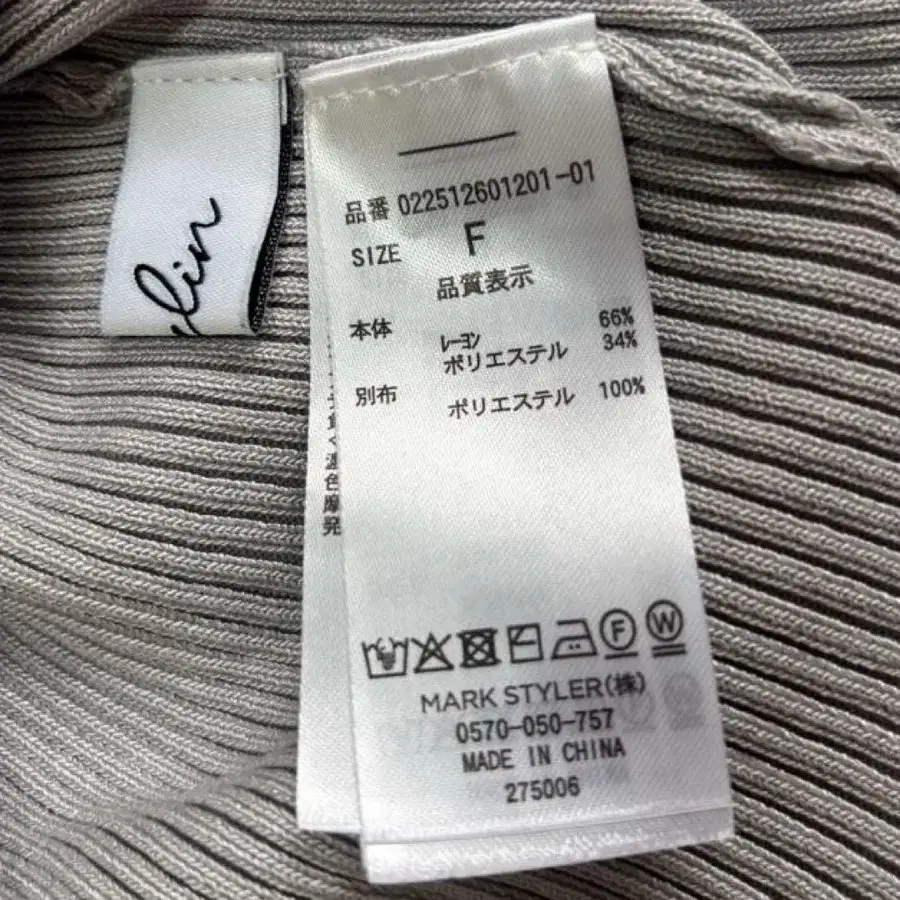 品番 022512601201-01
SIZE F
品質表示
本体 レーヨン 66%
ポリエステル 34%
別布 ポリエステル 100%
F W
MARK STYLER(株)
0570-050-757
MADE IN CHINA
275006